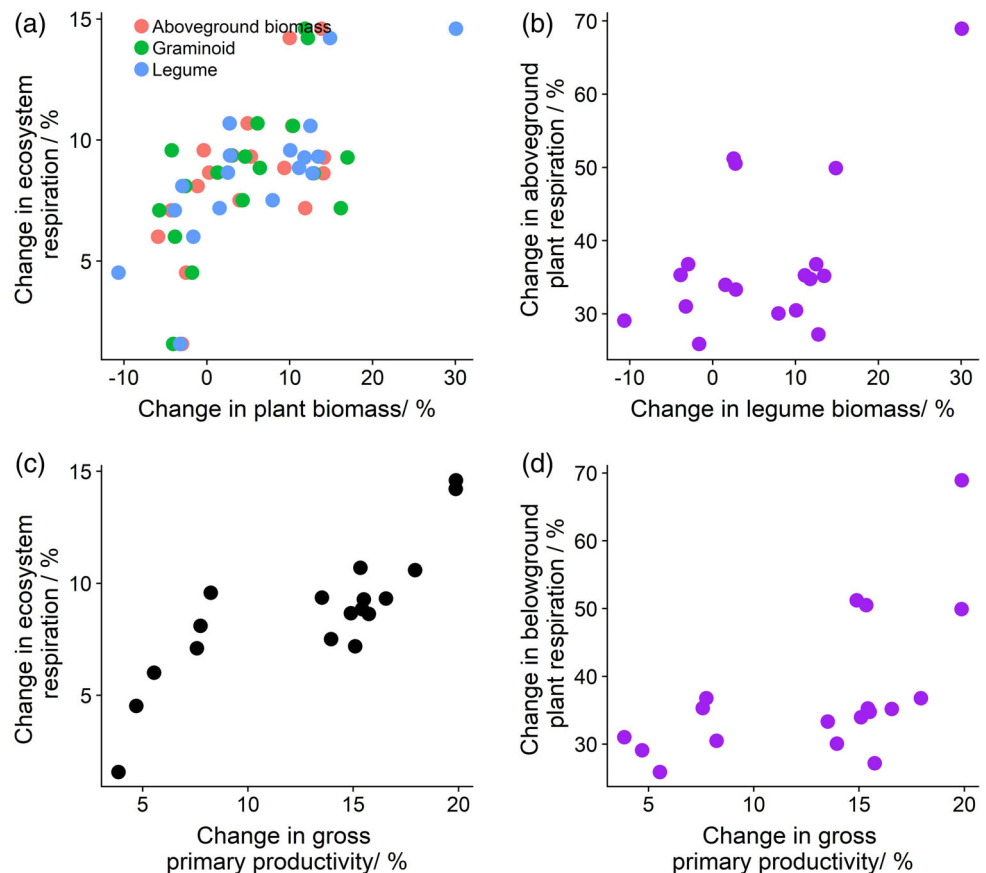 (a)
Aboveground biomass
Graminoid
Legume
15
10
5
-10 0 10 20 30
Change in ecosystem
respiration / %
Change in plant biomass/ %
(b)
70
60
50
40
30
-10 0 10 20 30
Change in aboveground
plant respiration / %
Change in legume biomass/ %
(c)
15
10
5
5 10 15 20
Change in ecosystem
respiration / %
Change in gross
primary productivity/ %
(d)
70
60
50
40
30
5 10 15 20
Change in belowground
plant respiration / %
Change in gross
primary productivity/ %